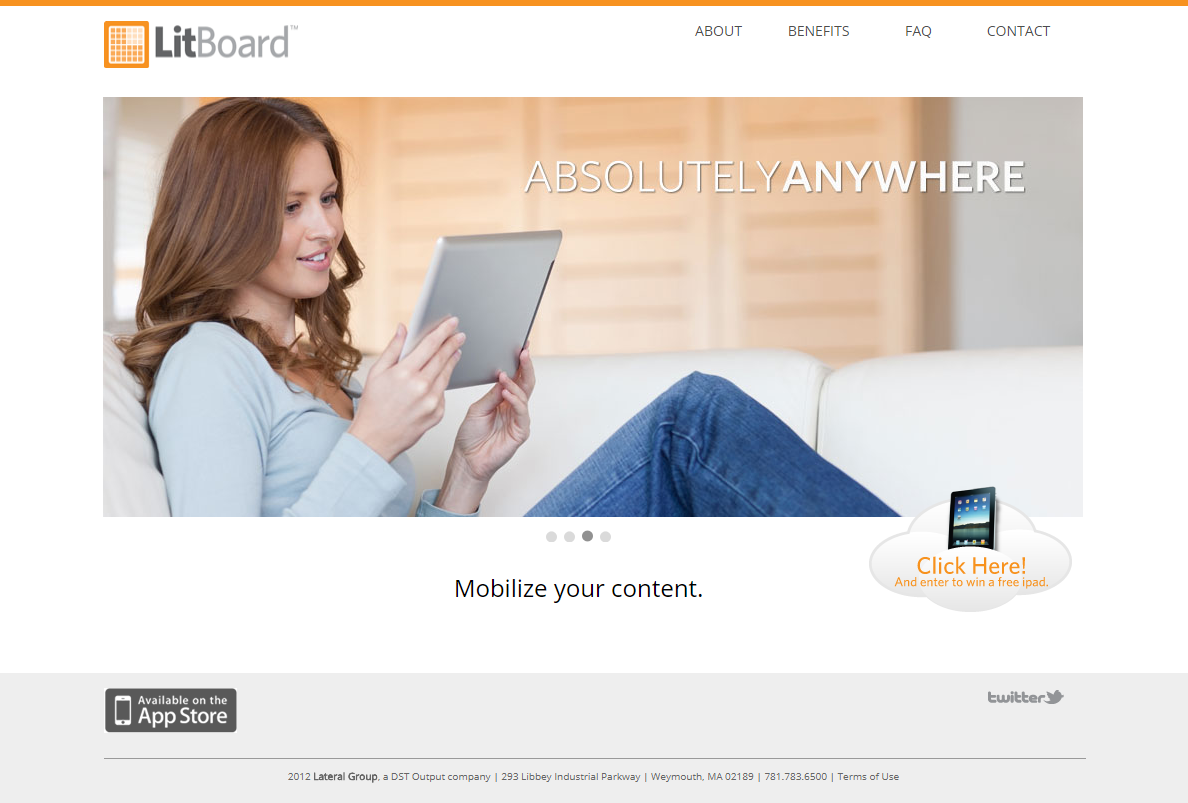 LitBoard™
ABOUT BENEFITS FAQ CONTACT
ABSOLUTELYANYWHERE
Click Here!
And enter to win a free ipad.
Mobilize your content.
Available on the
App Store
twitter
2012 Lateral Group, a DST Output company | 293 Libbey Industrial Parkway | Weymouth, MA 02189 | 781.783.6500 | Terms of Use